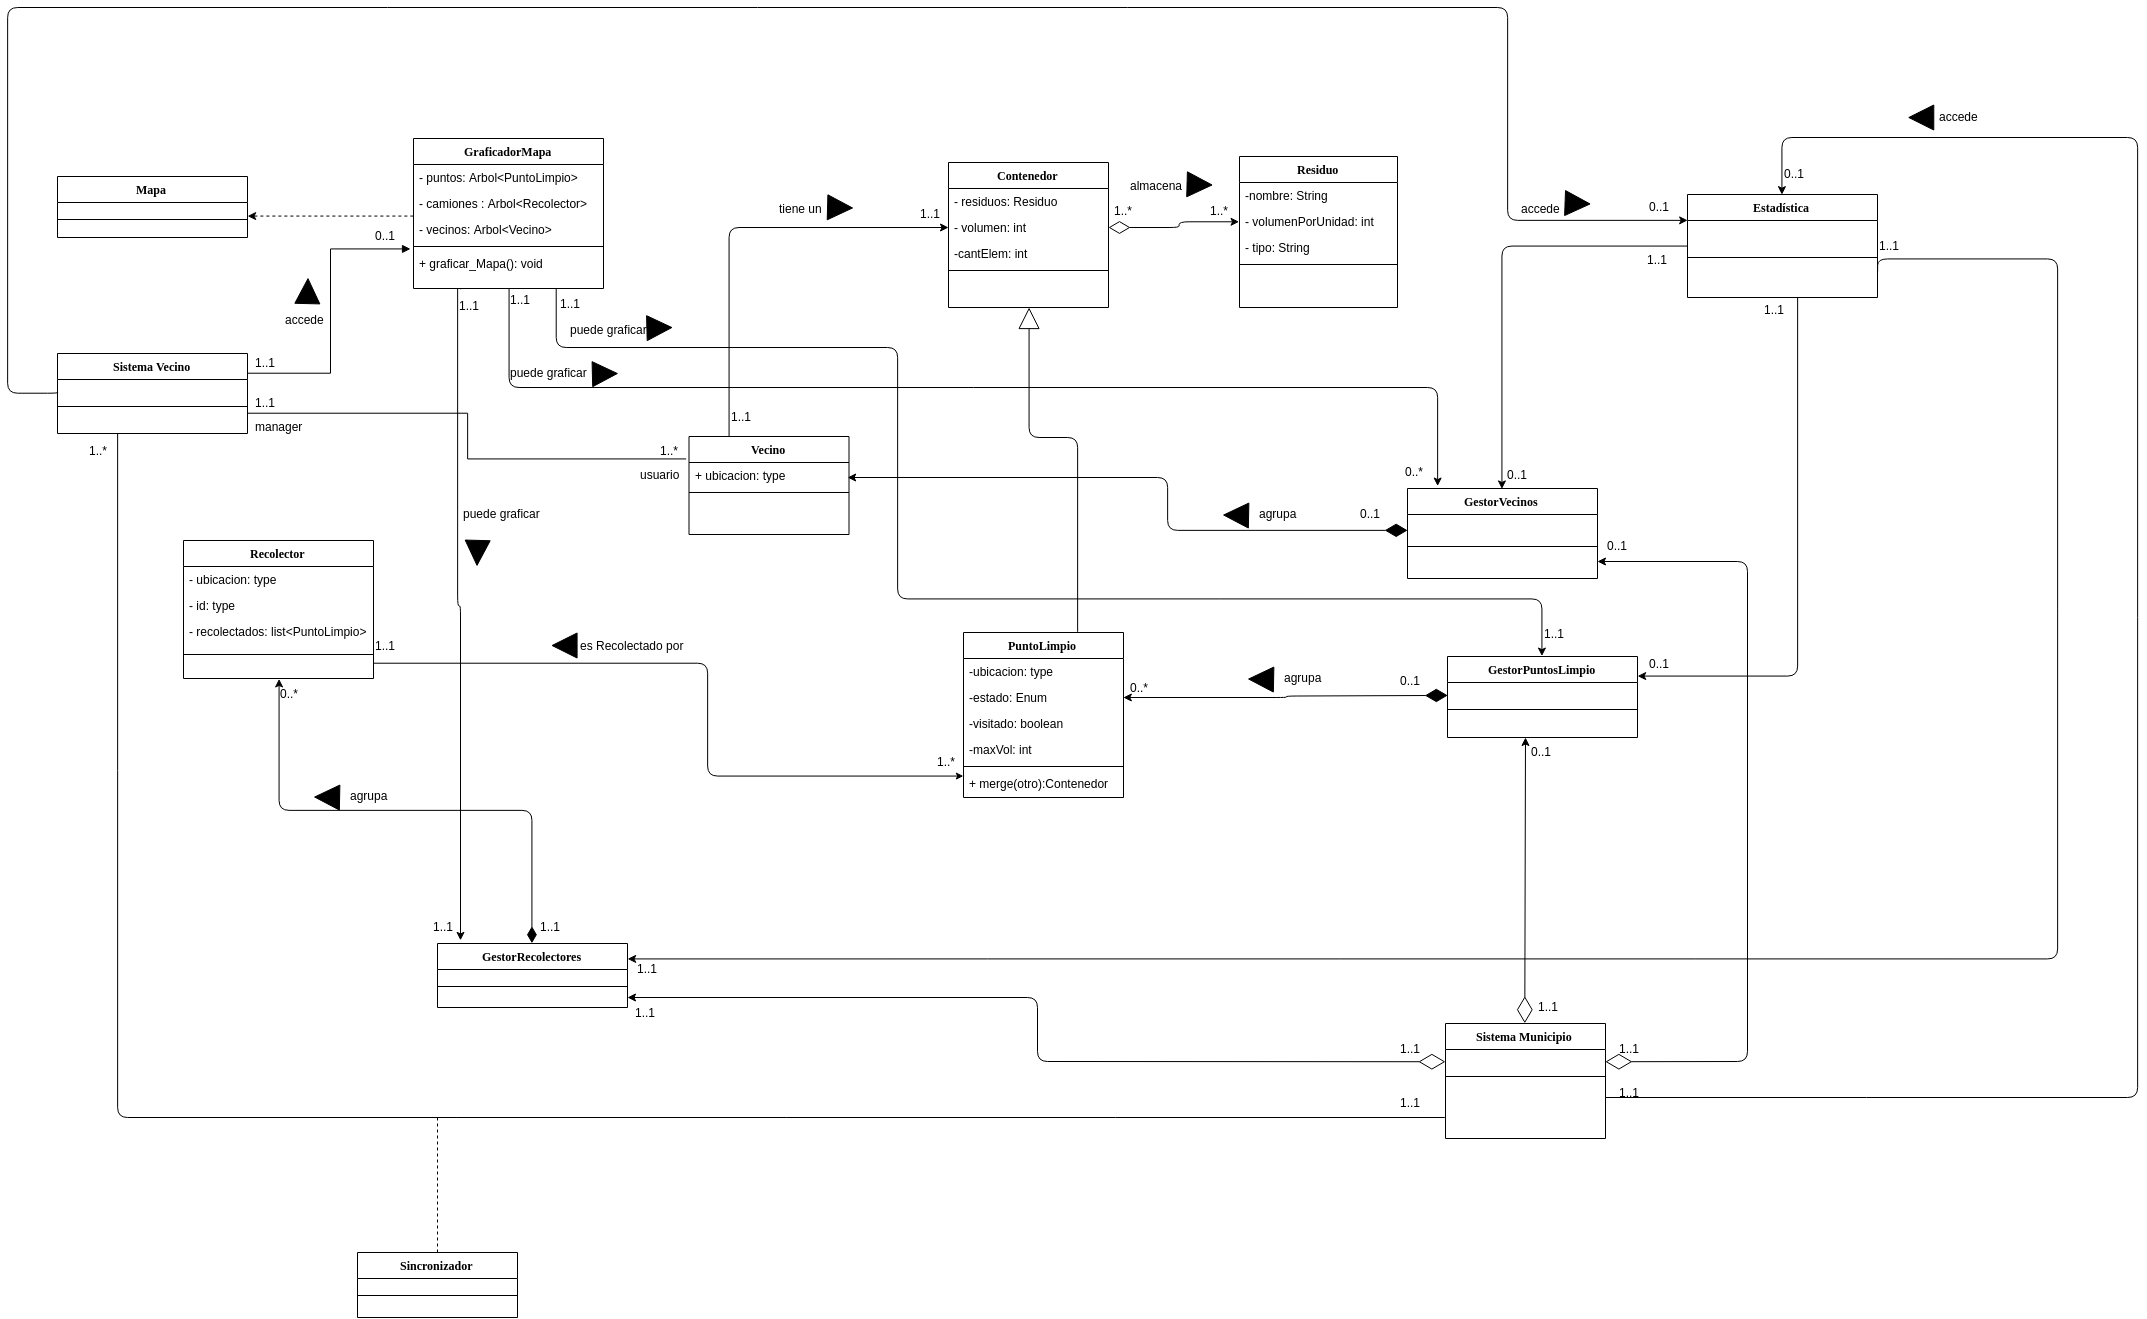 accede
0..1
Estadística
accede
0..1
1..1
1..1
1..1
GraficadorMapa
- puntos: Arbol<PuntoLimpio>
- camiones : Arbol<Recolector>
- vecinos: Arbol<Vecino>
+ graficar_Mapa(): void
Mapa
0..1
accede
1..1
1..1
1..1
puede graficar
puede graficar
puede graficar
tiene un
1..1
Contenedor
- residuos: Residuo
- volumen: int
-cantElem: int
almacena
1..*
1..*
Residuo
-nombre: String
- volumenPorUnidad: int
- tipo: String
Sistema Vecino
1..1
1..1
manager
1..*
1..1
1..*
usuario
Vecino
+ ubicacion: type
0..*
0..1
GestorVecinos
agrupa
0..1
0..1
Recolector
- ubicacion: type
- id: type
- recolectados: list<PuntoLimpio>
1..1
0..*
es Recolectado por
1..*
PuntoLimpio
-ubicacion: type
-estado: Enum
-visitado: boolean
-maxVol: int
+ merge(otro):Contenedor
0..*
agrupa
0..1
1..1
GestorPuntosLimpio
0..1
0..1
agrupa
1..1
1..1
GestorRecolectores
1..1
1..1
1..1
Sistema Municipio
1..1
1..1
1..1
1..1
Sincronizador